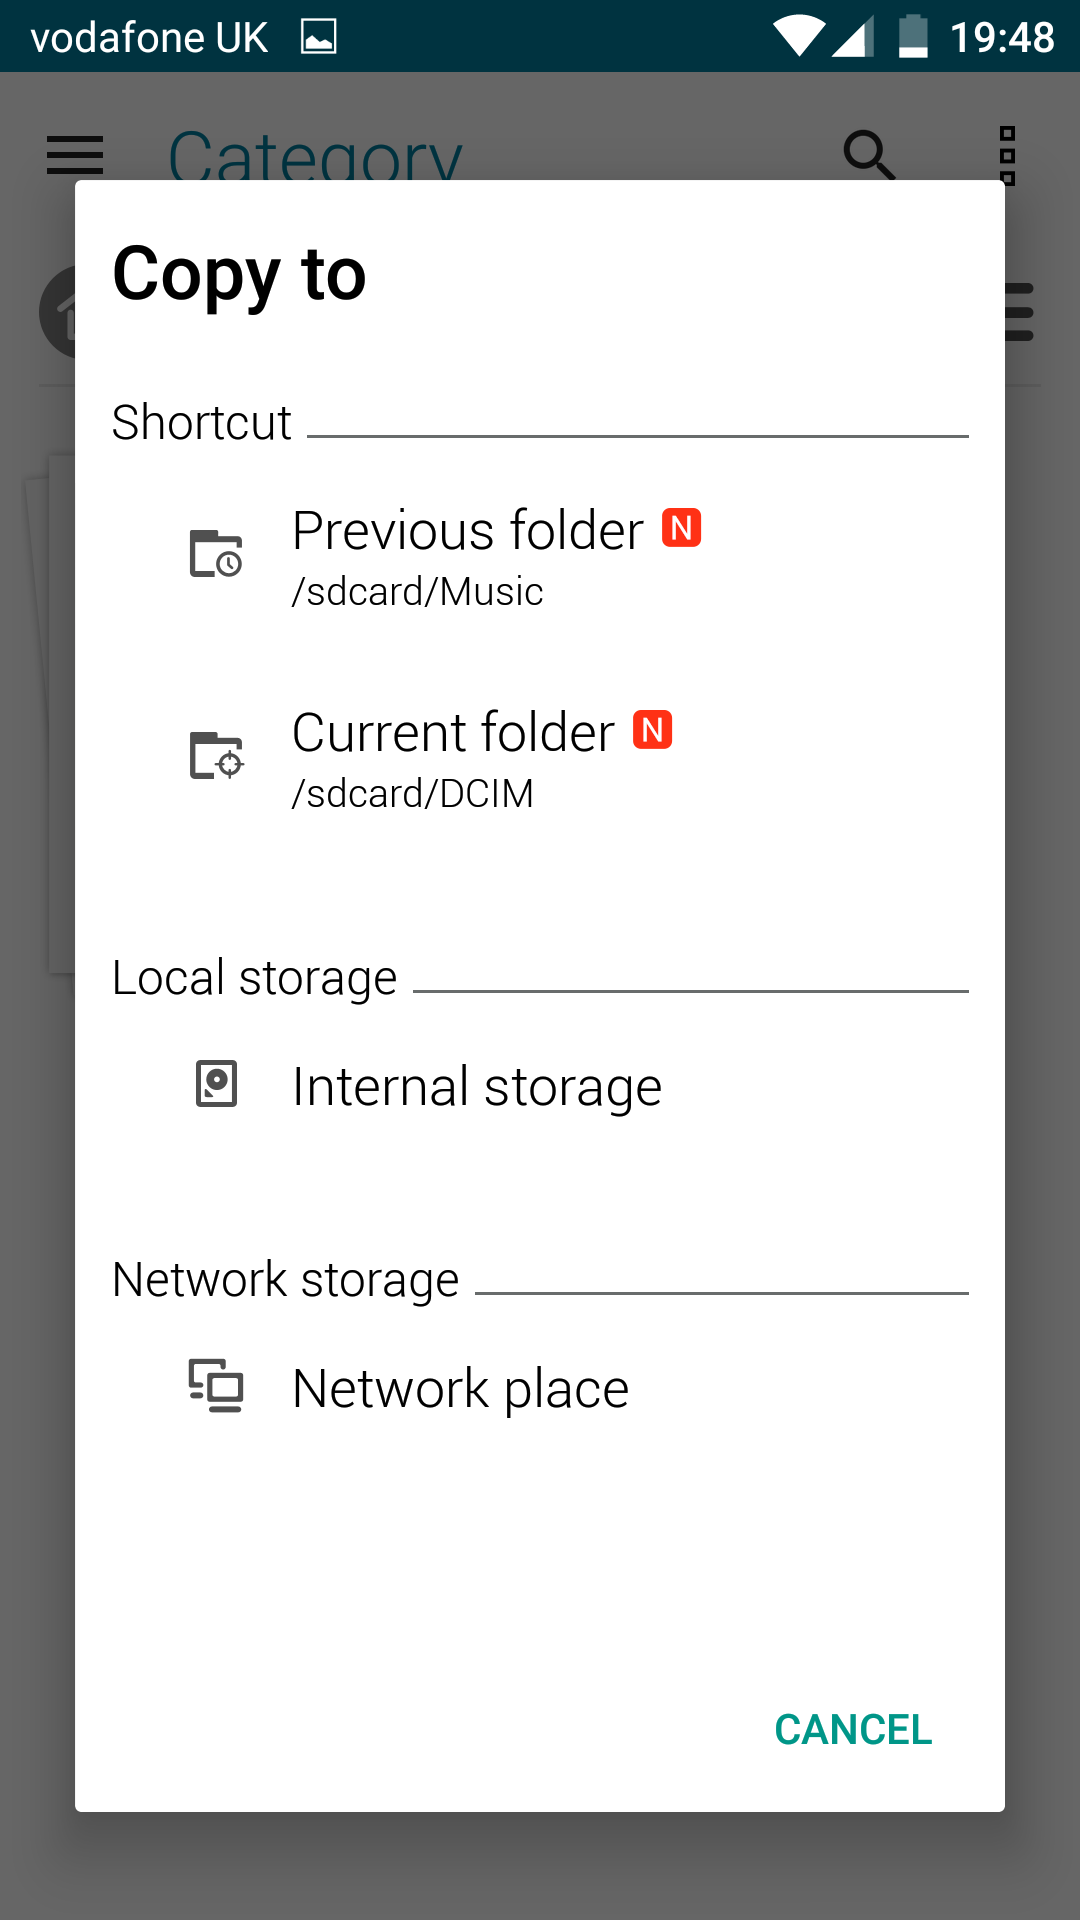 vodafone UK 19:48
Category
Copy to
Shortcut
Previous folder N
/sdcard/Music
Current folder N
/sdcard/DCIM
Local storage
Internal storage
Network storage
Network place
CANCEL